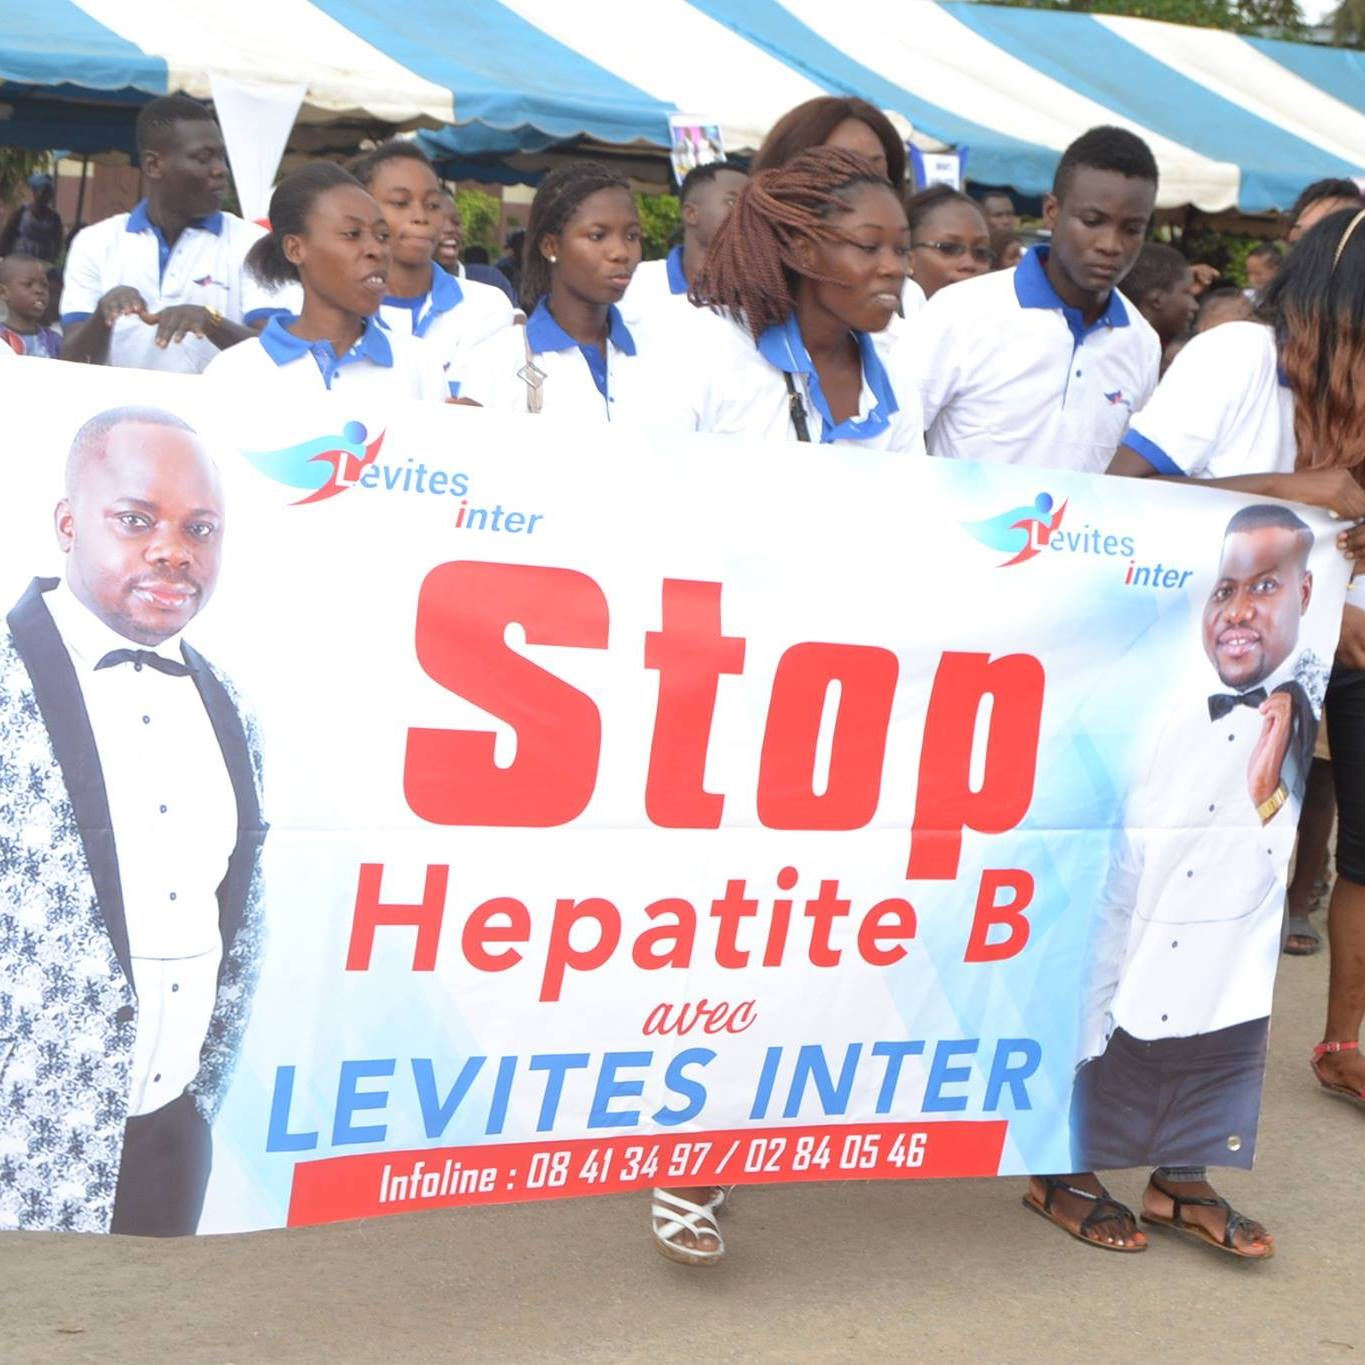 Levites
inter
Levites
inter
Stop
Hepatite B
avec
LEVITES INTER
Infoline : 08 41 34 97 / 02 84 05 46